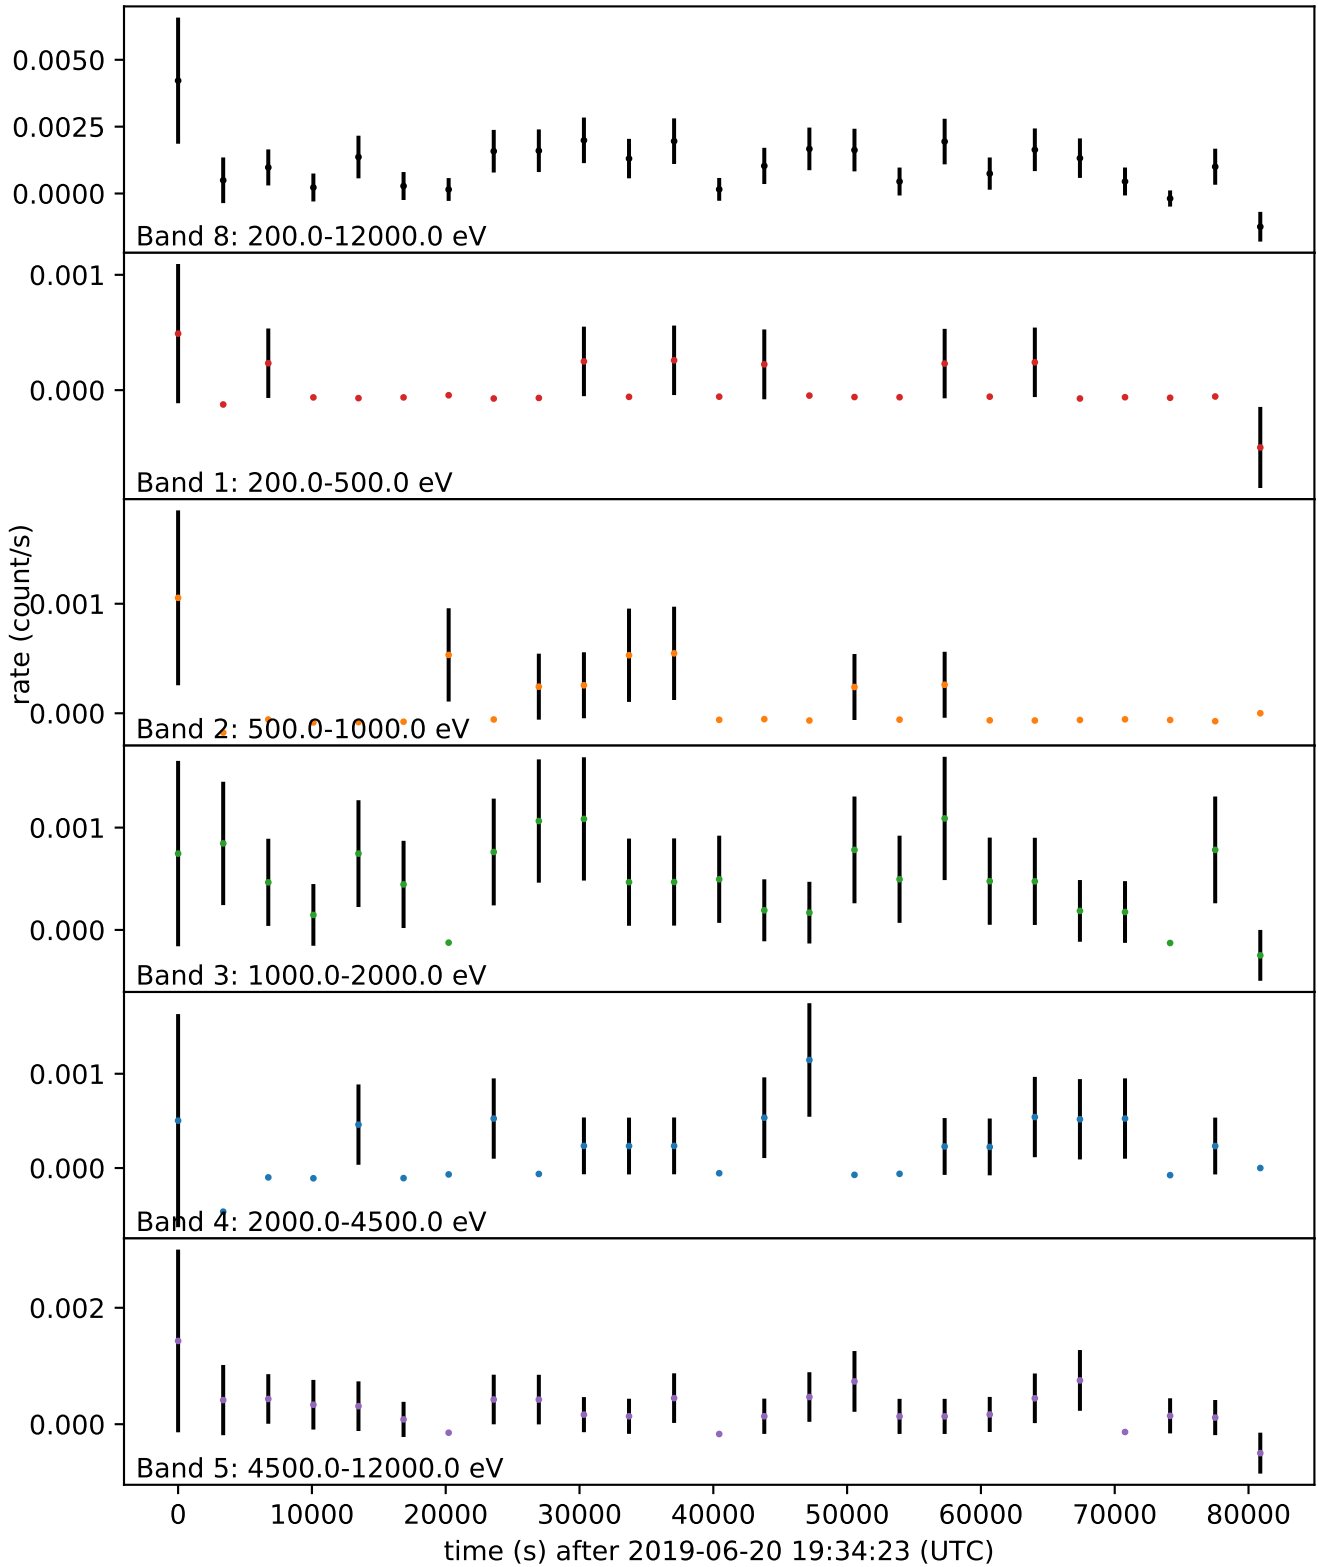 0.0050
0.0025
0.0000
Band 8: 200.0-12000.0 eV
0.001
0.000
Band 1: 200.0-500.0 eV
rate (count/s)
0.001
0.000
Band 2: 500.0-1000.0 eV
0.001
0.000
Band 3: 1000.0-2000.0 eV
0.001
0.000
Band 4: 2000.0-4500.0 eV
0.002
0.000
Band 5: 4500.0-12000.0 eV
0 10000 20000 30000 40000 50000 60000 70000 80000
time (s) after 2019-06-20 19:34:23 (UTC)